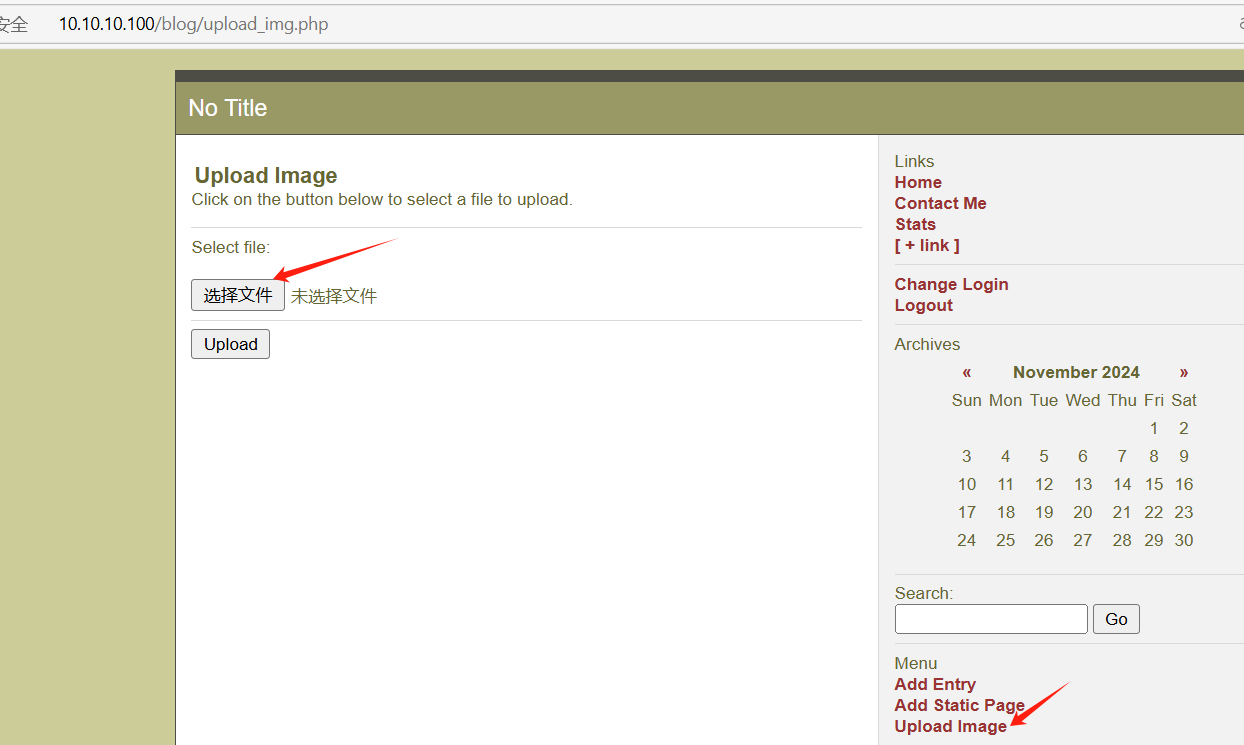 安全 10.10.10.100/blog/upload_img.php
No Title
Upload Image
Click on the button below to select a file to upload.
Select file:
选择文件 未选择文件
Upload
Links
Home
Contact Me
Stats
[ + link ]
Change Login
Logout
Archives
« November 2024 »
Sun Mon Tue Wed Thu Fri Sat
1 2
3 4 5 6 7 8 9
10 11 12 13 14 15 16
17 18 19 20 21 22 23
24 25 26 27 28 29 30
Search:
Go
Menu
Add Entry
Add Static Page
Upload Image